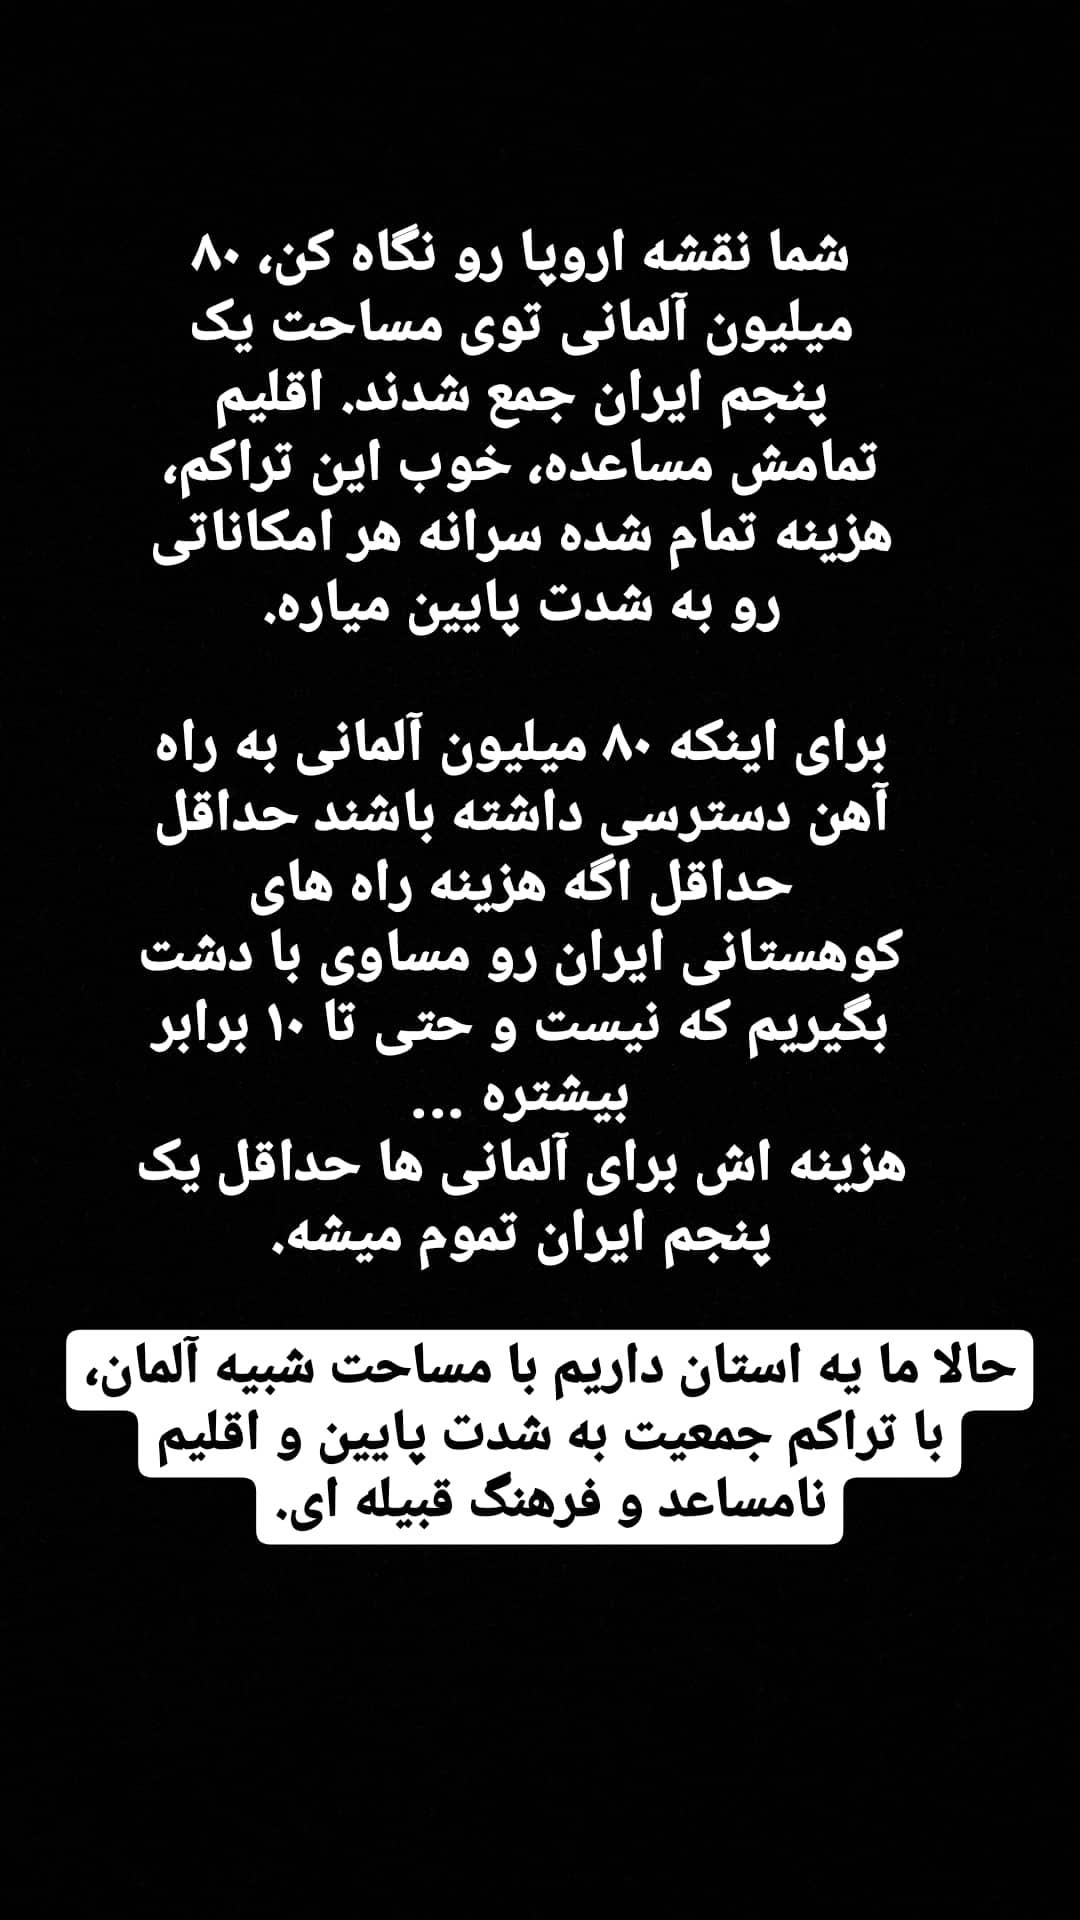 شما نقشه اروپا رو نگاه کن، ۸۰
میلیون آلمانی توی مساحت یک
پنجم ایران جمع شدند. اقلیم
تمامش مساعده، خوب این تراکم،
هزینه تمام شده سرانه هر امکاناتی
رو به شدت پایین میاره.
برای اینکه ۸۰ میلیون آلمانی به راه
آهن دسترسی داشته باشند حداقل
حداقل اگه هزینه راه های
کوهستانی ایران رو مساوی با دشت
بگیریم که نیست و حتی تا ۱۰ برابر
بیشتره ...
هزینه اش برای آلمانی ها حداقل یک
پنجم ایران تموم میشه.
حالا ما یه استان داریم با مساحت شبیه آلمان،
با تراکم جمعیت به شدت پایین و اقلیم
نامساعد و فرهنگ قبیله ای.